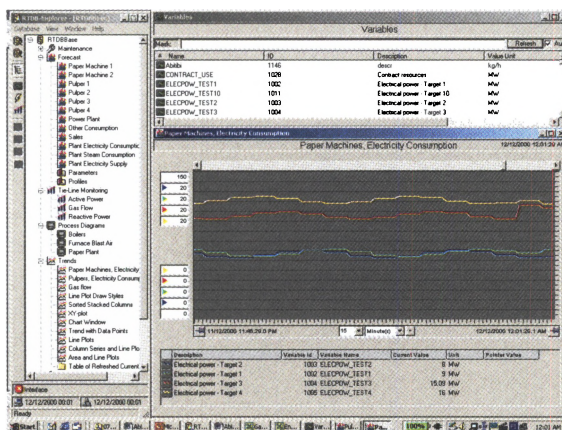 RTDB-Explorer - [RTDBTree]
Database View Window Help
RTDBBase
Maintenance
Forecast
Paper Machine 1
Paper Machine 2
Pulper 1
Pulper 2
Pulper 3
Pulper 4
Power Plant
Other Consumption
Sales
Plant Electricity Consumptic
Plant Steam Consumption
Plant Electricity Supply
Parameters
Profiles
Tie-Line Monitoring
Active Power
Gas Flow
Reactive Power
Process Diagrams
Boilers
Furnace Blast Air
Paper Plant
Trends
Paper Machines, Electricity
Pulpers, Electricity Consump
Gas flow
Line Plot Draw Styles
Sorted Stacked Columns
XY-plot
Chart Window
Trend with Data Points
Line Plots
Column Series and Line Plo
Area and Line Plots
Table of Refreshed Current
Interface
12/12/2000 00:01 12/12/2000 00:01
Ready
Variables
Variables
Mask: Refresh Au
# Name ID Description Value Unit
Abitibi 1146 descr kg/h
CONTRACT_USE 1028 Contract resources MW
ELECPOW_TEST1 1002 Electrical power - Target 1 MW
ELECPOW_TEST10 1011 Electrical power - Target 10 MW
ELECPOW_TEST2 1003 Electrical power - Target 2 MW
ELECPOW_TEST3 1004 Electrical power - Target 3 MW
Paper Machines, Electricity Consumption
Paper Machines, Electricity Consumption
150
20
20
20
20
0
0
0
0
15 Minute(s)
Description Variable Id Variable Name Current Value Unit Pointer Value
Electrical power - Target 2 1003 ELECPOW_TEST2 6 MW
Electrical power - Target 1 1002 ELECPOW_TEST1 9 MW
Electrical power - Target 3 1004 ELECPOW_TEST3 15.09 MW
Electrical power - Target 4 1005 ELECPOW_TEST4 16 MW
Start 100% 12:01 AM